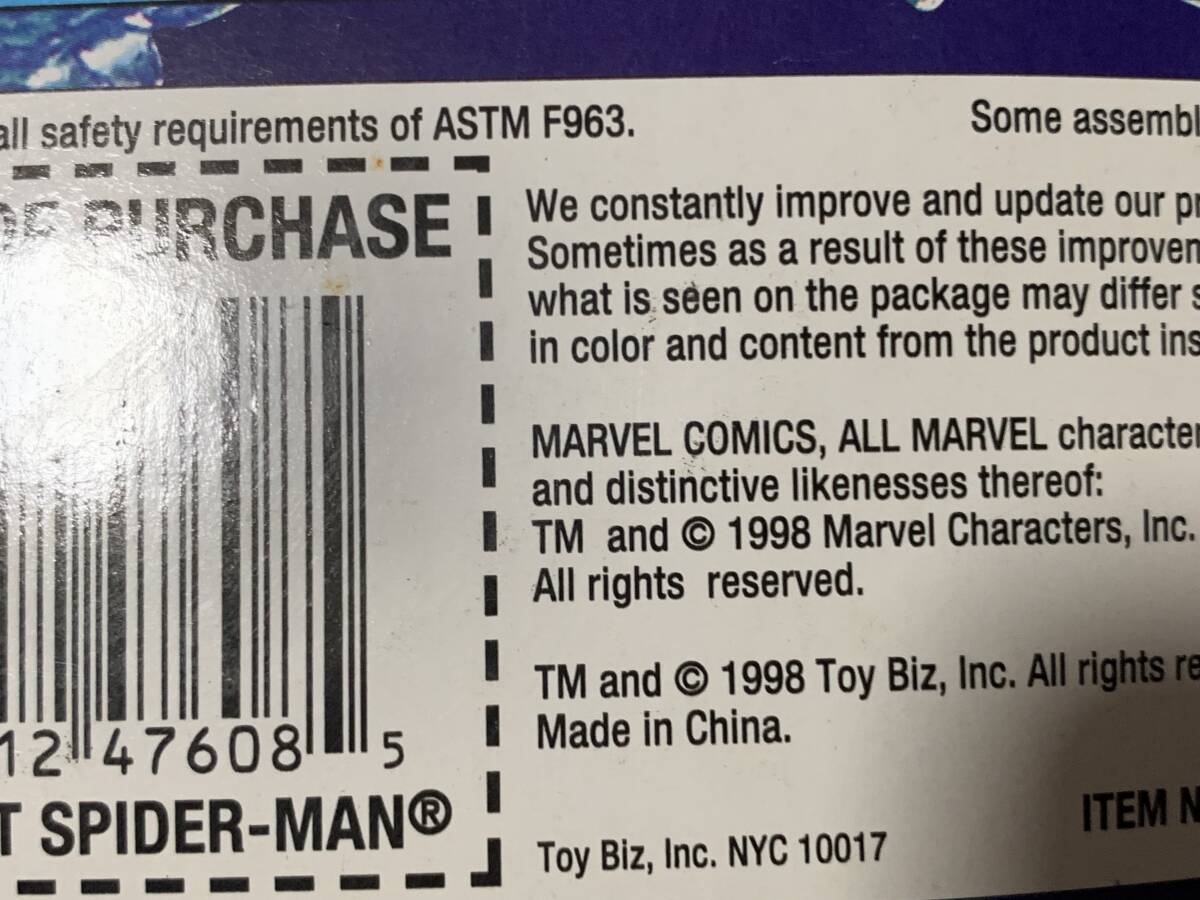 all safety requirements of ASTM F963.
Some assembl
OF PURCHASE
12 47608 5
T SPIDER-MAN®
We constantly improve and update our pr
Sometimes as a result of these improvem
what is seen on the package may differ s
in color and content from the product ins
MARVEL COMICS, ALL MARVEL character
and distinctive likenesses thereof:
TM and © 1998 Marvel Characters, Inc.
All rights reserved.
TM and © 1998 Toy Biz, Inc. All rights re
Made in China.
ITEM N
Toy Biz, Inc. NYC 10017